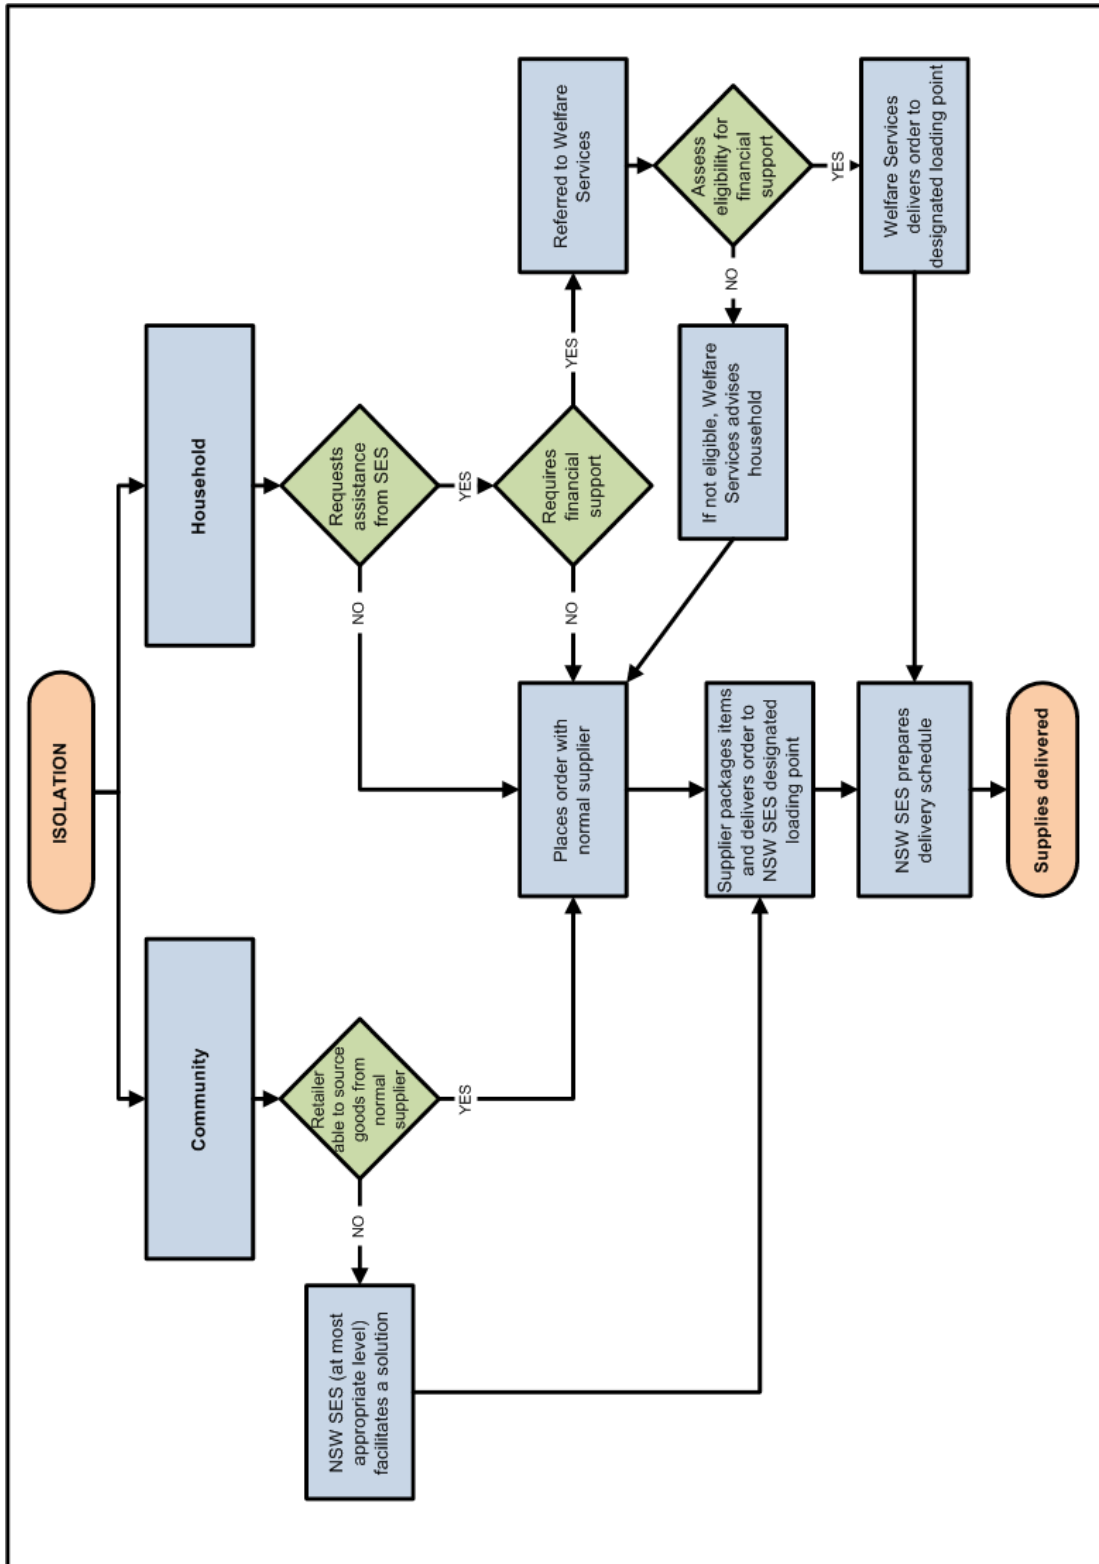 ISOLATION
Community
Household
Retailer
able to source
goods from
normal
supplier
Requests
assistance
from SES
NO
YES
NO
YES
NSW SES (at most
appropriate level)
facilitates a solution
Places order with
normal supplier
NO
Requires
financial
support
YES
Referred to Welfare
Services
If not eligible, Welfare
Services advises
household
NO
Assess
eligibility for
financial
support
YES
Supplier packages items
and delivers order to
NSW SES designated
loading point
Welfare Services
delivers order to
designated loading point
NSW SES prepares
delivery schedule
Supplies delivered